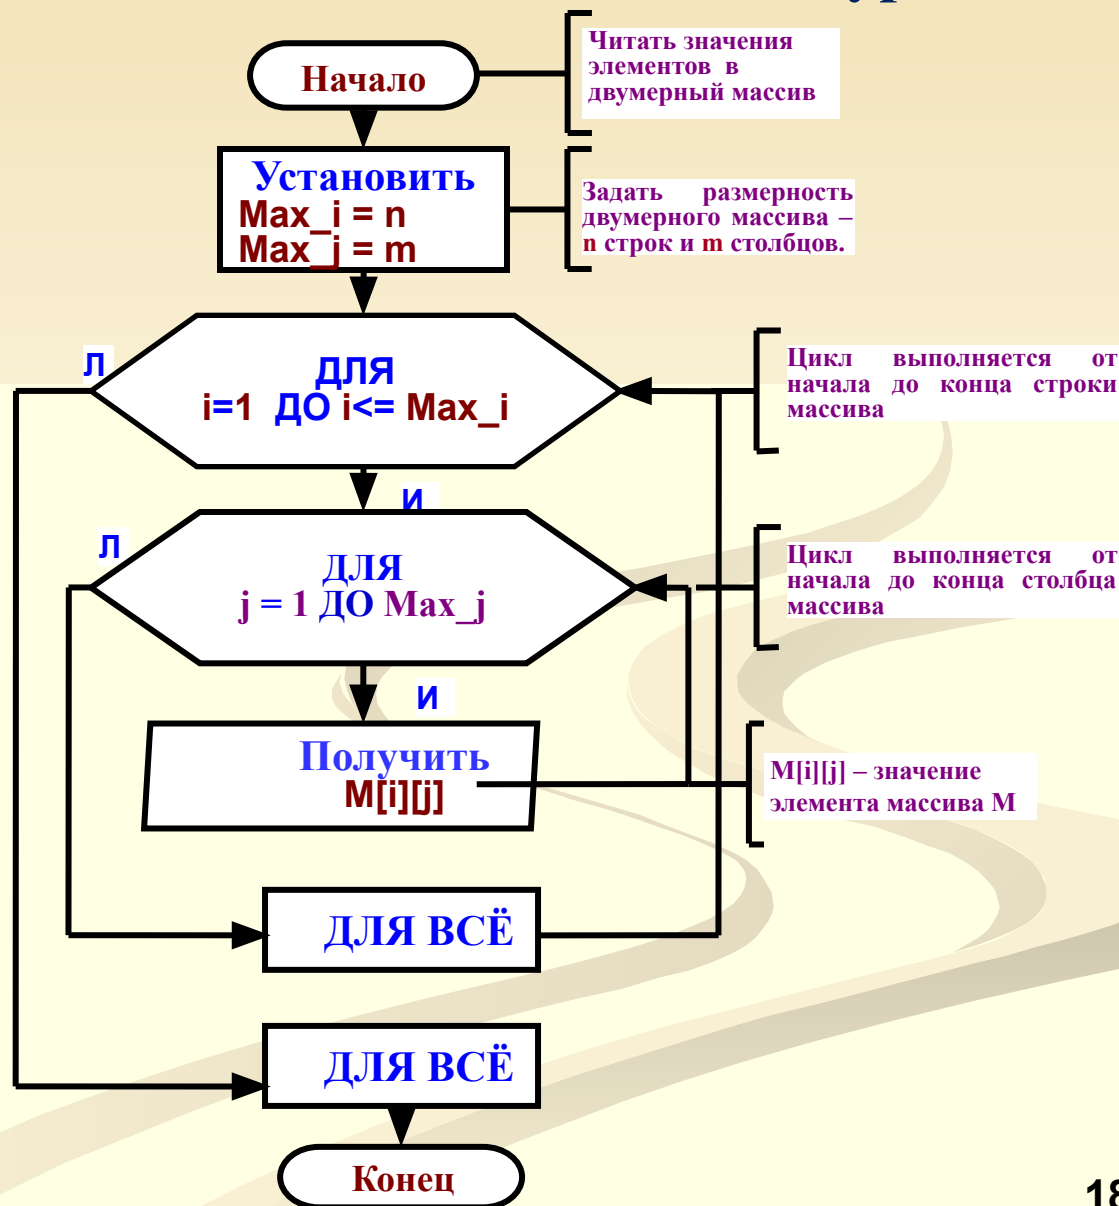 Начало
Читать значения
элементов в
двумерный массив
Установить
Max_i = n
Max_j = m
Задать размерность
двумерного массива –
n строк и m столбцов.
Л
ДЛЯ
i=1 ДО i<= Max_i
Цикл выполняется от
начала до конца строки
массива
И
Л
ДЛЯ
j = 1 ДО Max_j
Цикл выполняется от
начала до конца столбца
массива
И
Получить
M[i][j]
M[i][j] – значение
элемента массива M
ДЛЯ ВСЁ
ДЛЯ ВСЁ
Конец
18